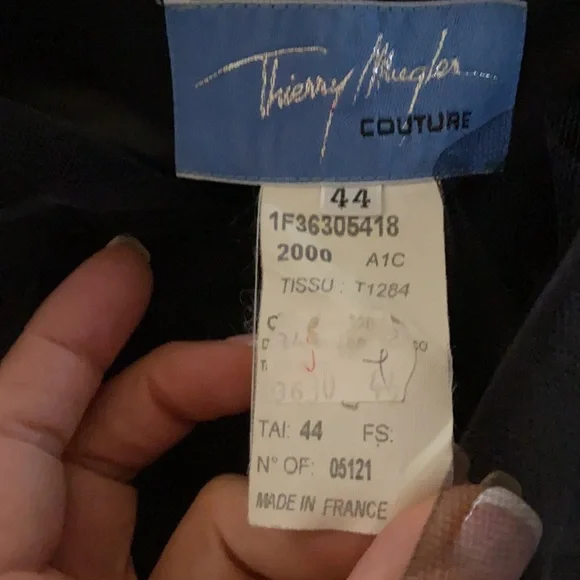 Thierry Mugler
COUTURE
44
1F36305418
2000 A1C
TISSU: T1284
TAI: 44 FS:
N° OF: 05121
MADE IN FRANCE